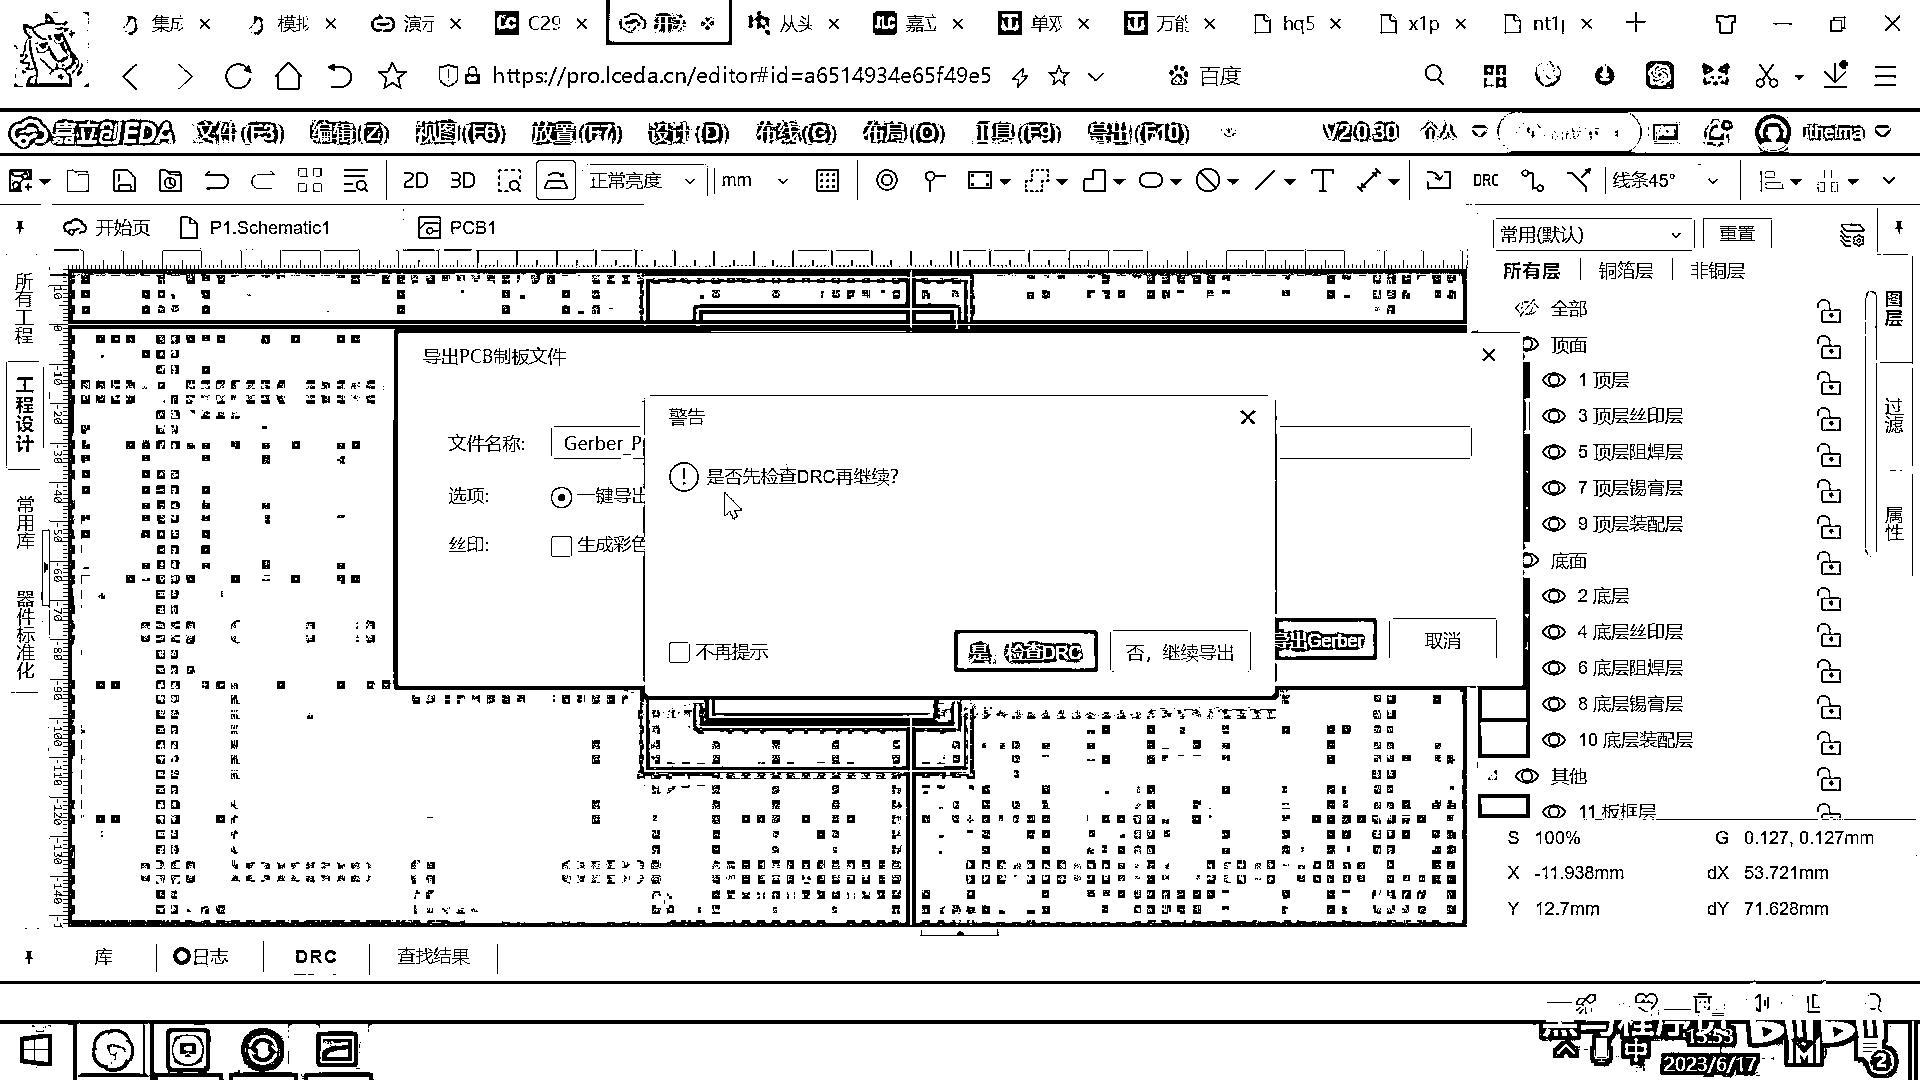 集成 模拟 演示 C29 开源 从头 嘉立 单双 万能 hq5 x1p nt1p
https://pro.lceda.cn/editor#id=a6514934e65f49e5 百度
嘉立创EDA 文件(F3) 编辑(Z) 视图(F6) 放置(F7) 设计(D) 布线(G) 布局(O) 工具(F9) 导出(F10) V2.0.30 个人 itheima
2D 3D 正常亮度 mm T DRC 线条45°
开始页 P1.Schematic1 PCB1
常用(默认) 重置
所有层 铜箔层 非铜层
全部
顶面
1 顶层
3 顶层丝印层
5 顶层阻焊层
7 顶层锡膏层
9 顶层装配层
底面
2 底层
4 底层丝印层
6 底层阻焊层
8 底层锡膏层
10 底层装配层
其他
11 板框层
图层
过滤
属性
所有工程
工程设计
常用库
器件标准化
导出PCB制板文件
文件名称: Gerber_P
选项: 一键导出
丝印: 生成彩色
导出Gerber 取消
警告
是否先检查DRC再继续?
不再提示 是, 检查DRC 否, 继续导出
S 100% G 0.127, 0.127mm
X -11.938mm dX 53.721mm
Y 12.7mm dY 71.628mm
库 日志 DRC 查找结果
中 15:53
2023/6/17 2